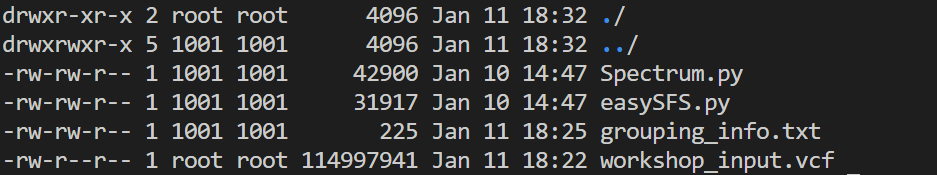 drwxr-xr-x 2 root root      4096 Jan 11 18:32 ./
drwxrwxr-x 5 1001 1001      4096 Jan 11 18:32 ../
-rw-rw-r-- 1 1001 1001     42900 Jan 10 14:47 Spectrum.py
-rw-rw-r-- 1 1001 1001     31917 Jan 10 14:47 easySFS.py
-rw-rw-r-- 1 1001 1001       225 Jan 11 18:25 grouping_info.txt
-rw-r--r-- 1 root root 114997941 Jan 11 18:22 workshop_input.vcf